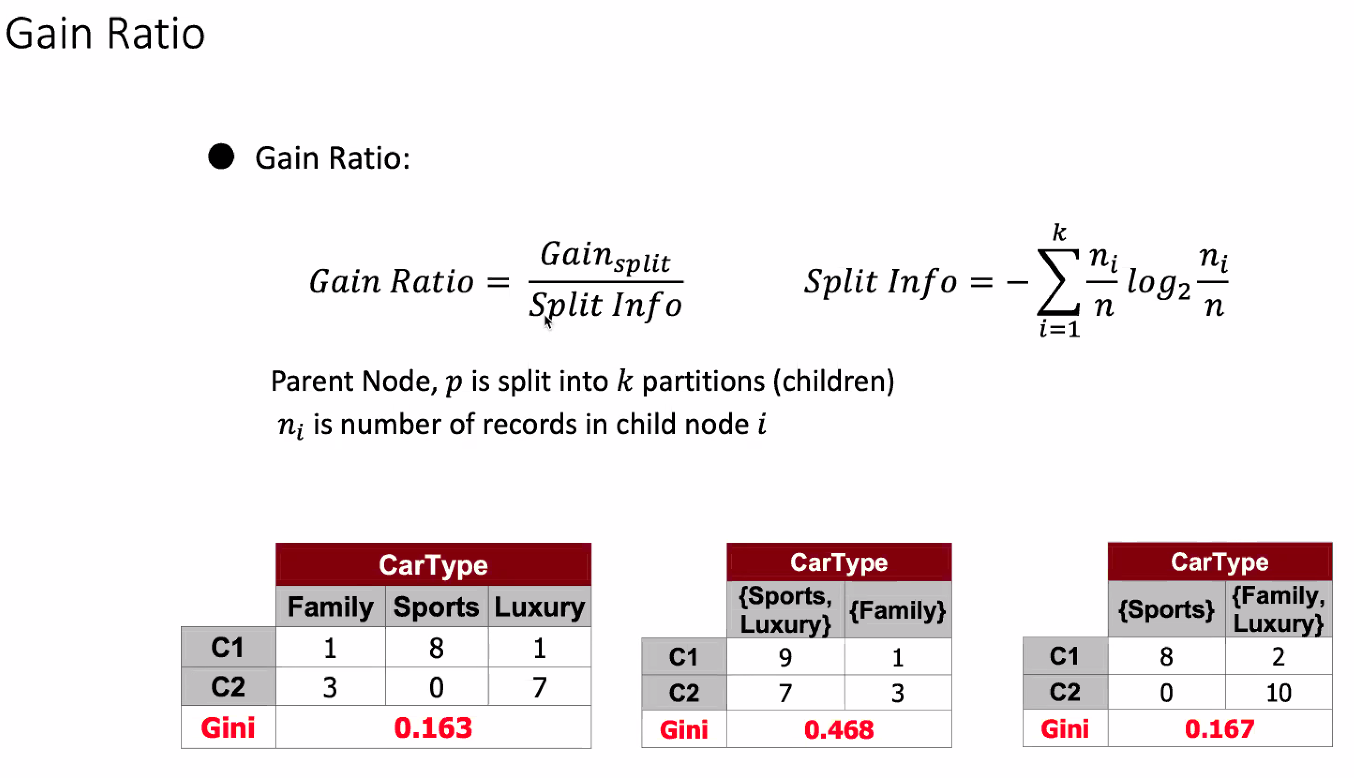 Gain Ratio
● Gain Ratio:
Gain Ratio = Gain_split / Split Info
Split Info = − ∑_{i=1}^{k} n_i/n log_2 n_i/n
Parent Node, p is split into k partitions (children)
n_i is number of records in child node i
CarType
Family Sports Luxury
C1 1 8 1
C2 3 0 7
Gini 0.163
CarType
{Sports, Luxury} {Family}
C1 9 1
C2 7 3
Gini 0.468
CarType
{Sports} {Family, Luxury}
C1 8 2
C2 0 10
Gini 0.167